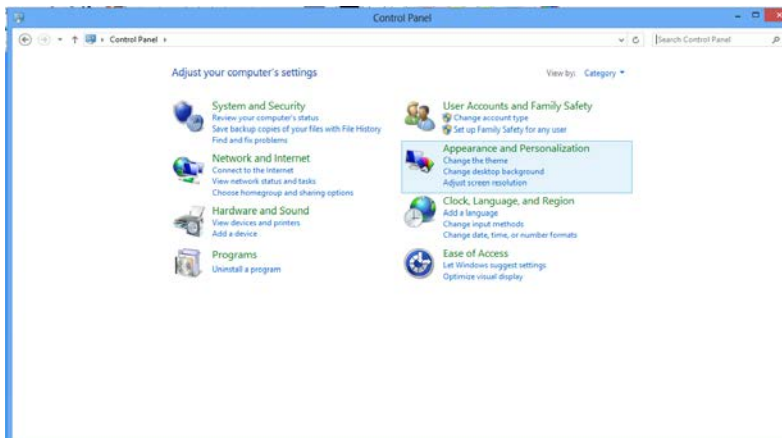 Control Panel
Control Panel
Search Control Panel
Adjust your computer's settings
View by: Category
System and Security
Review your computer's status
Save backup copies of your files with File History
Find and fix problems
Network and Internet
Connect to the Internet
View network status and tasks
Choose homegroup and sharing options
Hardware and Sound
View devices and printers
Add a device
Programs
Uninstall a program
User Accounts and Family Safety
Change account type
Set up Family Safety for any user
Appearance and Personalization
Change the theme
Change desktop background
Adjust screen resolution
Clock, Language, and Region
Add a language
Change input methods
Change date, time, or number formats
Ease of Access
Let Windows suggest settings
Optimize visual display